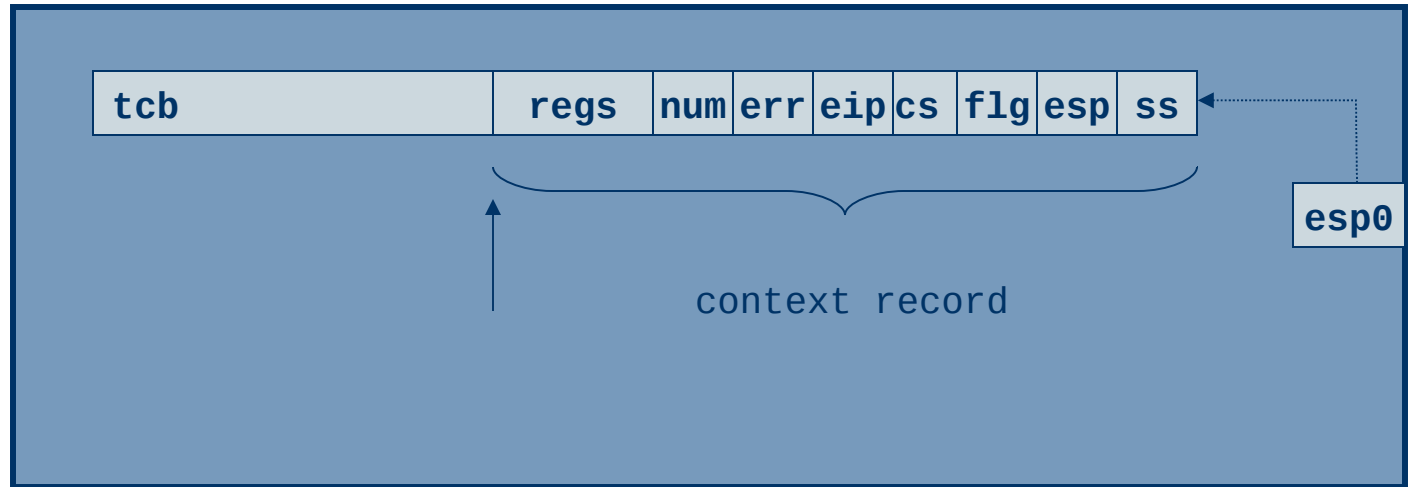 tcb regs num err eip cs flg esp ss
esp0
context record